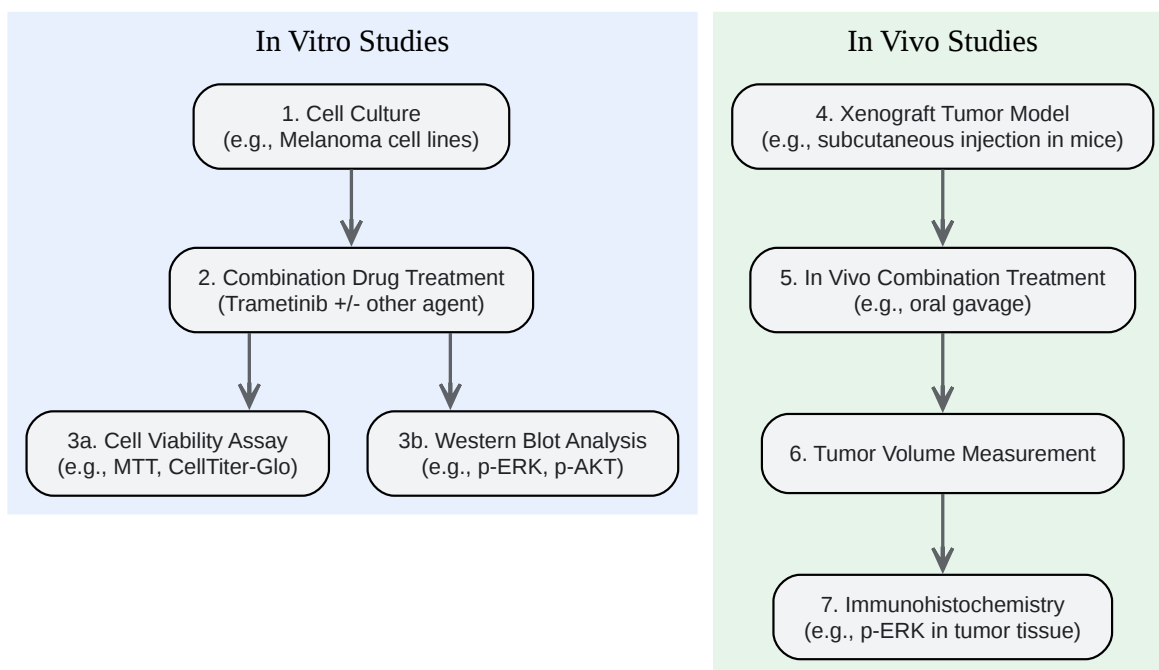 In Vitro Studies
1. Cell Culture
(e.g., Melanoma cell lines)
2. Combination Drug Treatment
(Trametinib +/- other agent)
3a. Cell Viability Assay
(e.g., MTT, CellTiter-Glo)
3b. Western Blot Analysis
(e.g., p-ERK, p-AKT)
In Vivo Studies
4. Xenograft Tumor Model
(e.g., subcutaneous injection in mice)
5. In Vivo Combination Treatment
(e.g., oral gavage)
6. Tumor Volume Measurement
7. Immunohistochemistry
(e.g., p-ERK in tumor tissue)